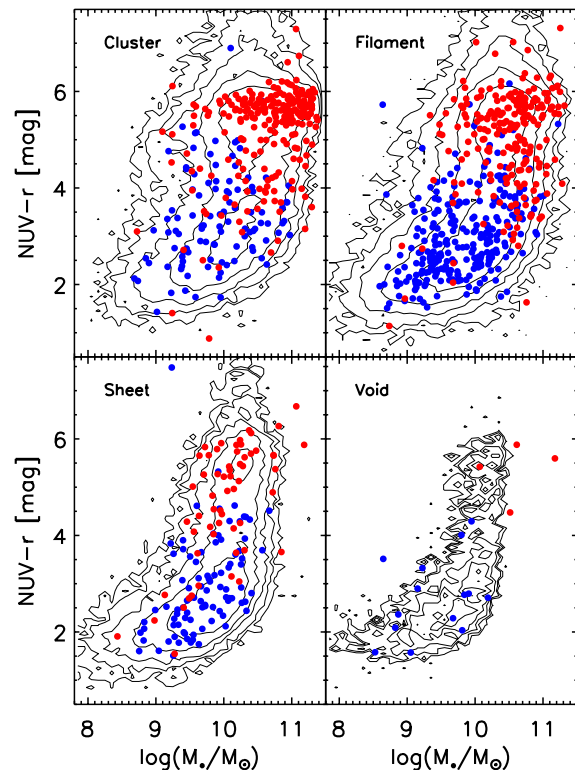 Cluster
Filament
NUV-r [mag]
6
4
2
Sheet
Void
NUV-r [mag]
6
4
2
8 9 10 11
8 9 10 11
log(M⋆/M⊙)
log(M⋆/M⊙)